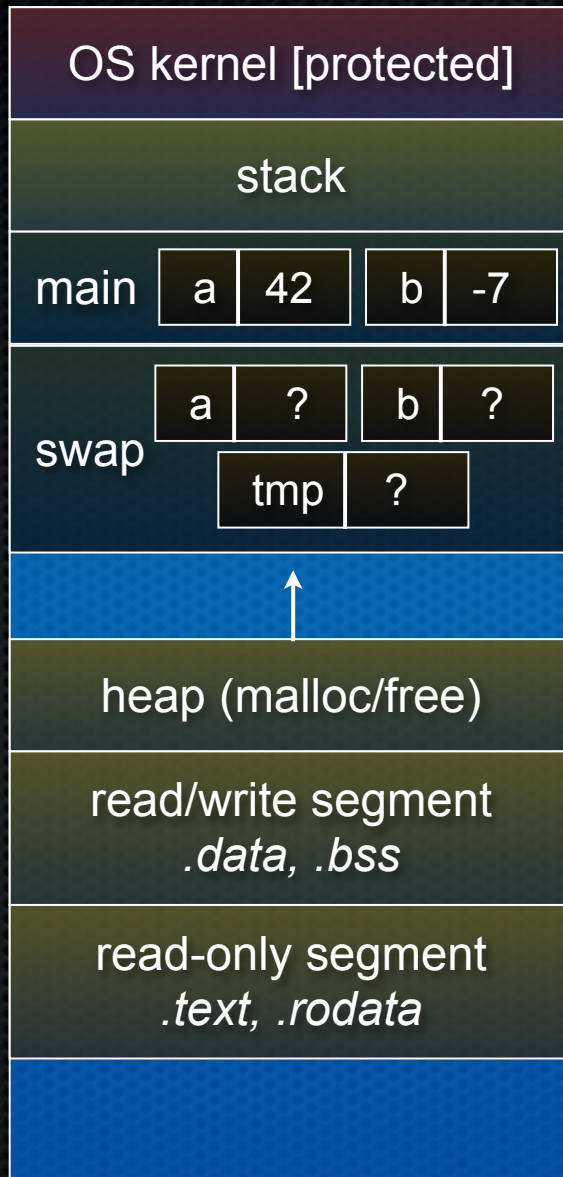 OS kernel [protected]
stack
main a 42 b -7
a ? b ?
swap
tmp ?
heap (malloc/free)
read/write segment
.data, .bss
read-only segment
.text, .rodata